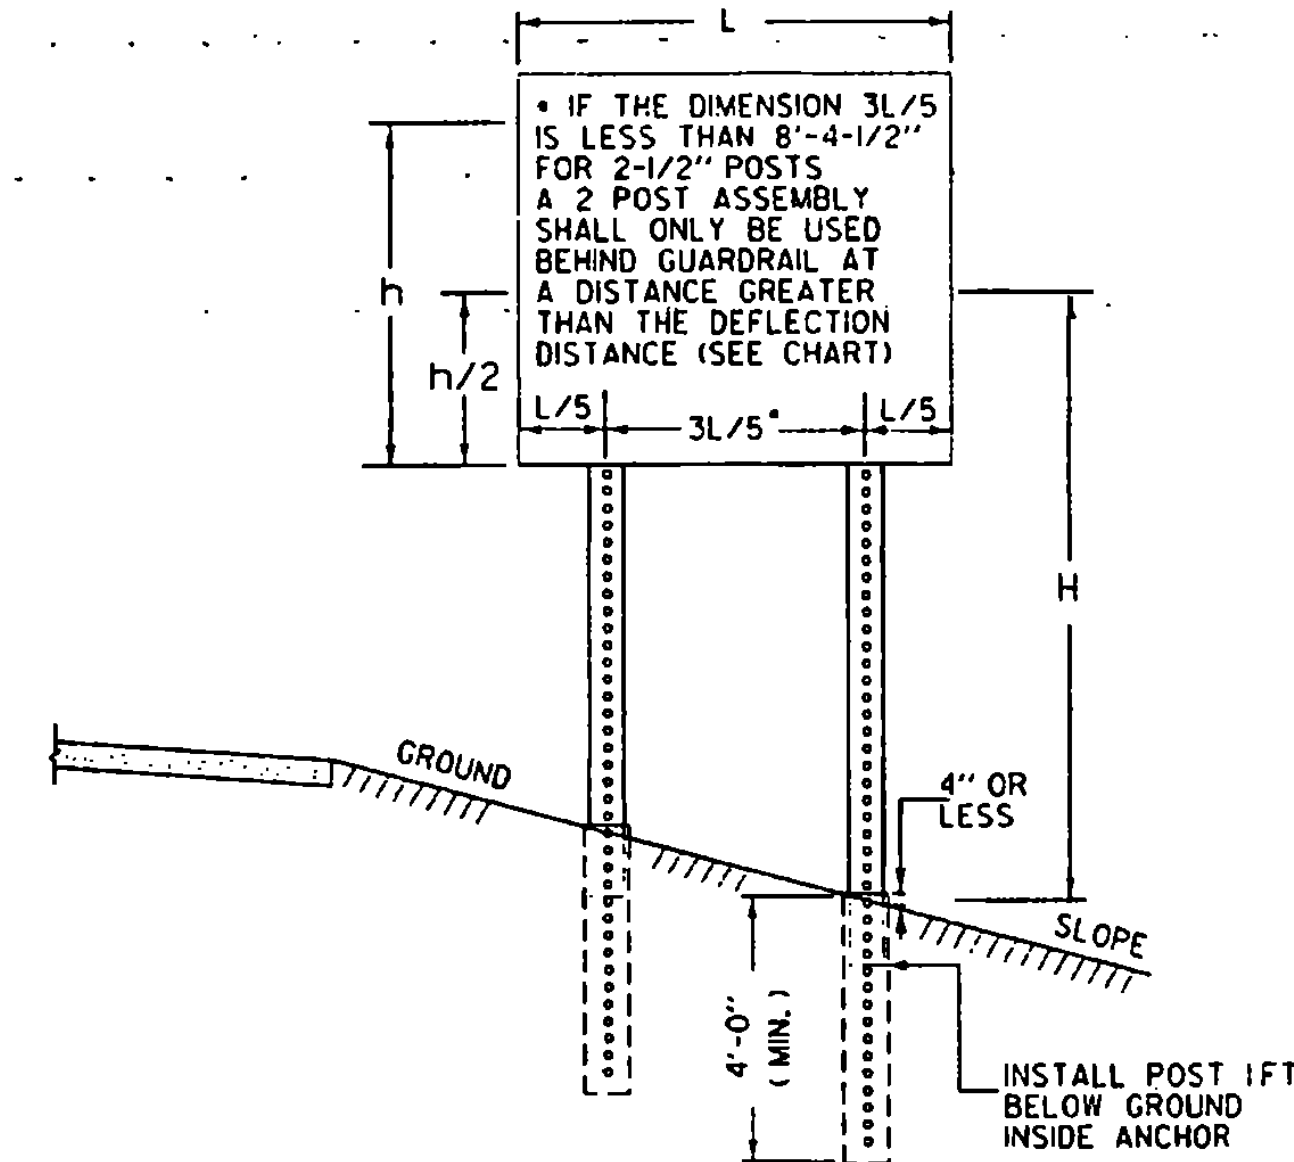 L
• IF THE DIMENSION 3L/5
IS LESS THAN 8'-4-1/2"
FOR 2-1/2" POSTS
A 2 POST ASSEMBLY
SHALL ONLY BE USED
BEHIND GUARDRAIL AT
A DISTANCE GREATER
THAN THE DEFLECTION
DISTANCE (SEE CHART)
h
h/2
L/5
3L/5•
L/5
H
GROUND
4" OR
LESS
SLOPE
4'-0"
(MIN.)
INSTALL POST 1FT
BELOW GROUND
INSIDE ANCHOR